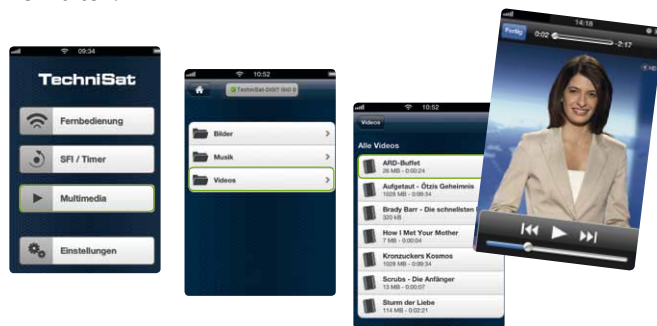 09:34
TechniSat
Fernbedienung
SFI / Timer
Multimedia
Einstellungen
10:52
Bilder
Musik
Videos
10:52
Videos
Alle Videos
ARD-Buffet
26 MB - 0:00:24
Aufgetaut - Ötzis Geheimnis
1028 MB - 0:09:34
Brady Barr - Die schnellsten
320 kB
How I Met Your Mother
7 MB - 0:00:04
Kronzuckers Kosmos
1028 MB - 0:09:34
Scrubs - Die Anfänger
13 MB - 0:00:07
Sturm der Liebe
114 MB - 0:02:21
14:18
Fertig
0:02
-2:17
HD